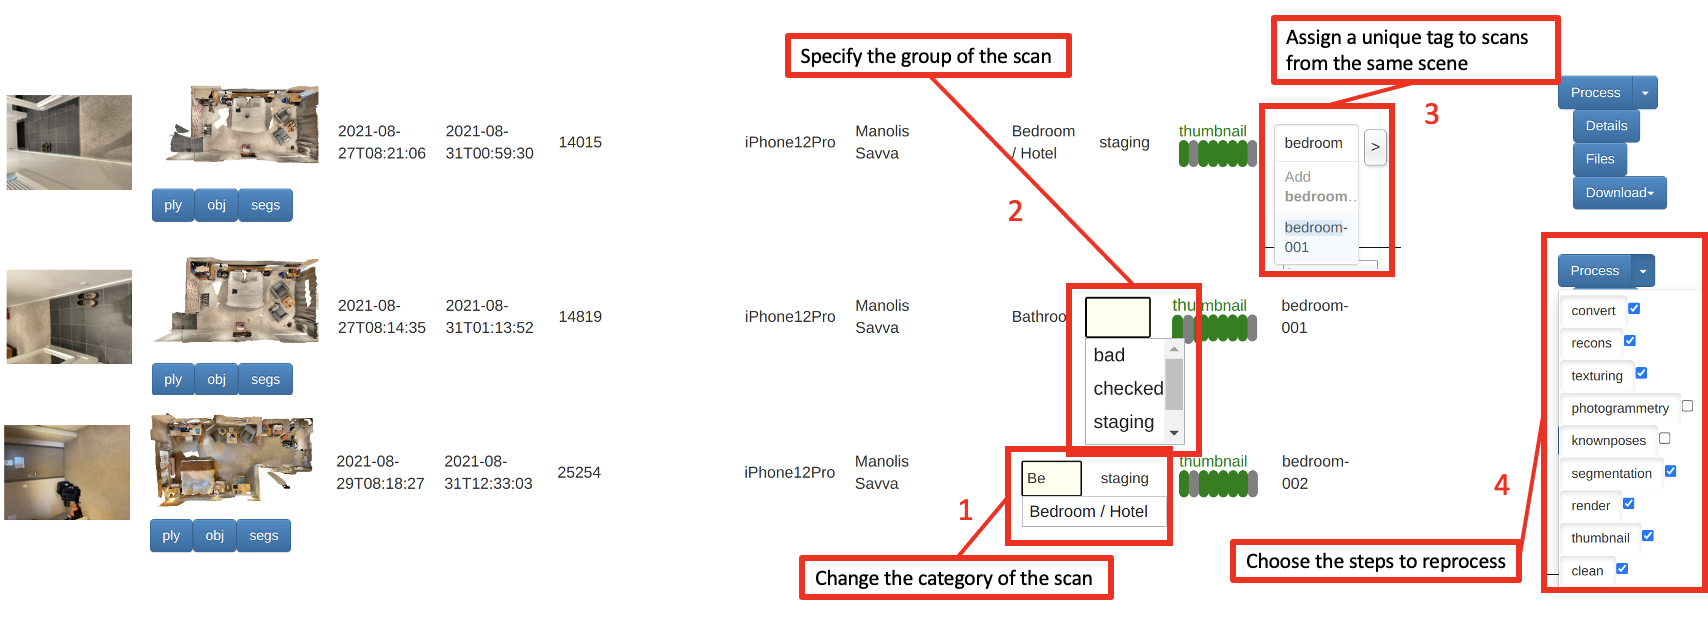 Specify the group of the scan
Assign a unique tag to scans
from the same scene
3
2021-08-
27T08:21:06
2021-08-
31T00:59:30
14015
iPhone12Pro
Manolis
Savva
Bedroom
/ Hotel
staging
thumbnail
bedroom
>
Add
bedroom...
bedroom-
001
Process
Details
Files
Download
ply
obj
segs
2
2021-08-
27T08:14:35
2021-08-
31T01:13:52
14819
iPhone12Pro
Manolis
Savva
Bathroo
bad
checked
staging
thumbnail
bedroom-
001
Process
convert
recons
texturing
photogrammetry
knownposes
segmentation
render
thumbnail
clean
ply
obj
segs
2021-08-
29T08:18:27
2021-08-
31T12:33:03
25254
iPhone12Pro
Manolis
Savva
Be
staging
Bedroom / Hotel
thumbnail
bedroom-
002
ply
obj
segs
1
4
Change the category of the scan
Choose the steps to reprocess